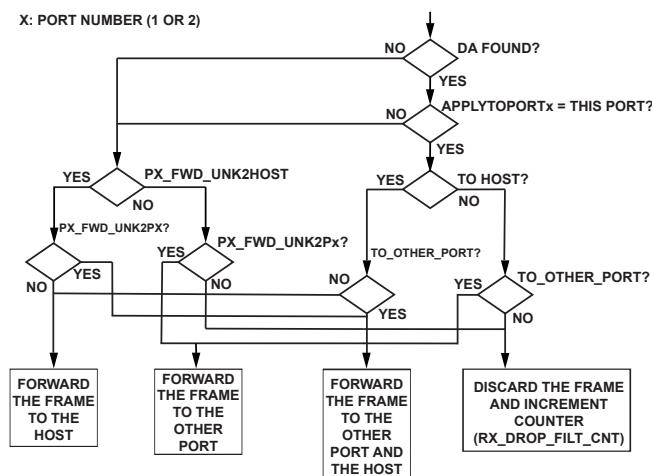 X: PORT NUMBER (1 OR 2)
NO
DA FOUND?
YES
NO
APPLYTOPORTx = THIS PORT?
YES
YES
PX_FWD_UNK2HOST
NO
YES
TO HOST?
NO
PX_FWD_UNK2PX?
YES
NO
PX_FWD_UNK2Px?
YES
NO
TO_OTHER_PORT?
NO
YES
TO_OTHER_PORT?
YES
NO
FORWARD
THE FRAME
TO THE
HOST
FORWARD
THE FRAME
TO THE
OTHER
PORT
FORWARD
THE FRAME
TO THE
OTHER
PORT AND
THE HOST
DISCARD THE FRAME
AND INCREMENT
COUNTER
(RX_DROP_FILT_CNT)